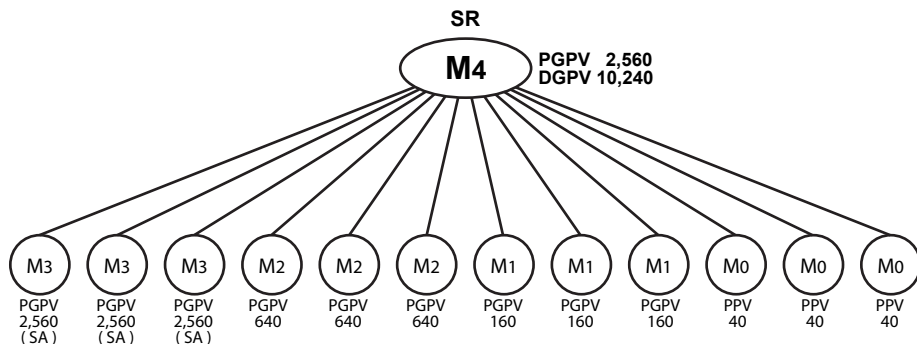 SR
M4
PGPV 2,560
DGPV 10,240
M3 M3 M3 M2 M2 M2 M1 M1 M1 M0 M0 M0
PGPV PGPV PGPV PGPV PGPV PGPV PGPV PGPV PGPV PPV PPV PPV
2,560 2,560 2,560 640 640 640 160 160 160 40 40 40
( SA ) ( SA ) ( SA )